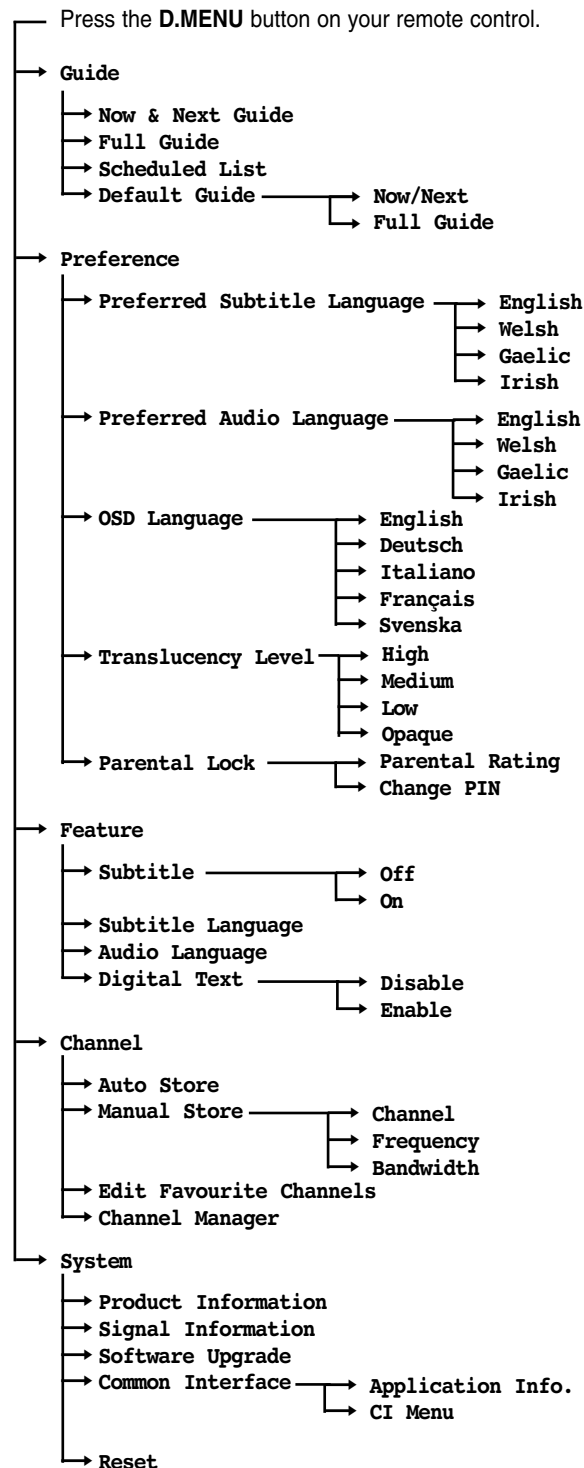 Press the D.MENU button on your remote control.
Guide
Now & Next Guide
Full Guide
Scheduled List
Default Guide
Now/Next
Full Guide
Preference
Preferred Subtitle Language
English
Welsh
Gaelic
Irish
Preferred Audio Language
English
Welsh
Gaelic
Irish
OSD Language
English
Deutsch
Italiano
Français
Svenska
Translucency Level
High
Medium
Low
Opaque
Parental Lock
Parental Rating
Change PIN
Feature
Subtitle
Off
On
Subtitle Language
Audio Language
Digital Text
Disable
Enable
Channel
Auto Store
Manual Store
Channel
Frequency
Bandwidth
Edit Favourite Channels
Channel Manager
System
Product Information
Signal Information
Software Upgrade
Common Interface
Application Info.
CI Menu
Reset